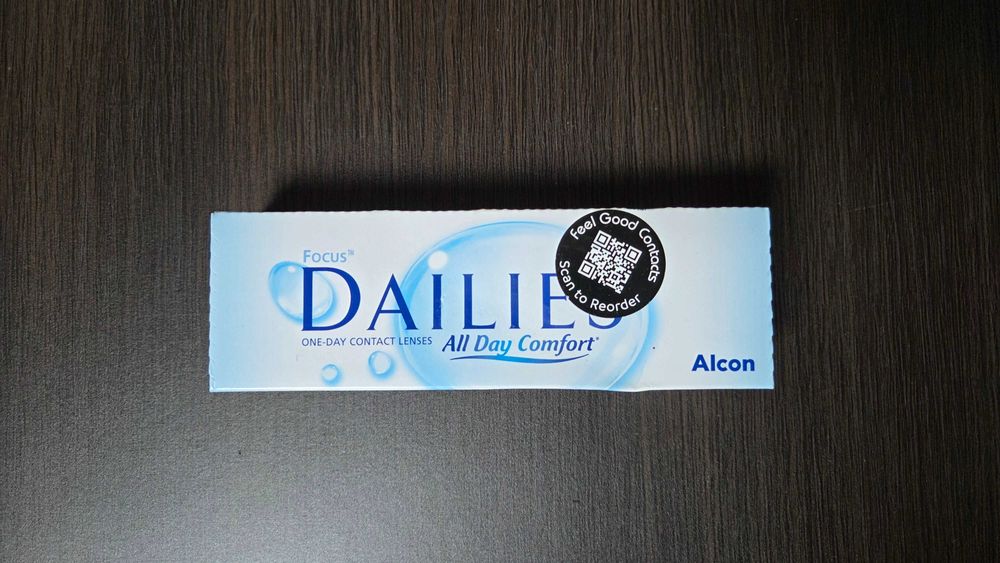 Focus™
DAILIES
ONE-DAY CONTACT LENSES
All Day Comfort*
Alcon
Feel Good Contacts
Scan to Reorder